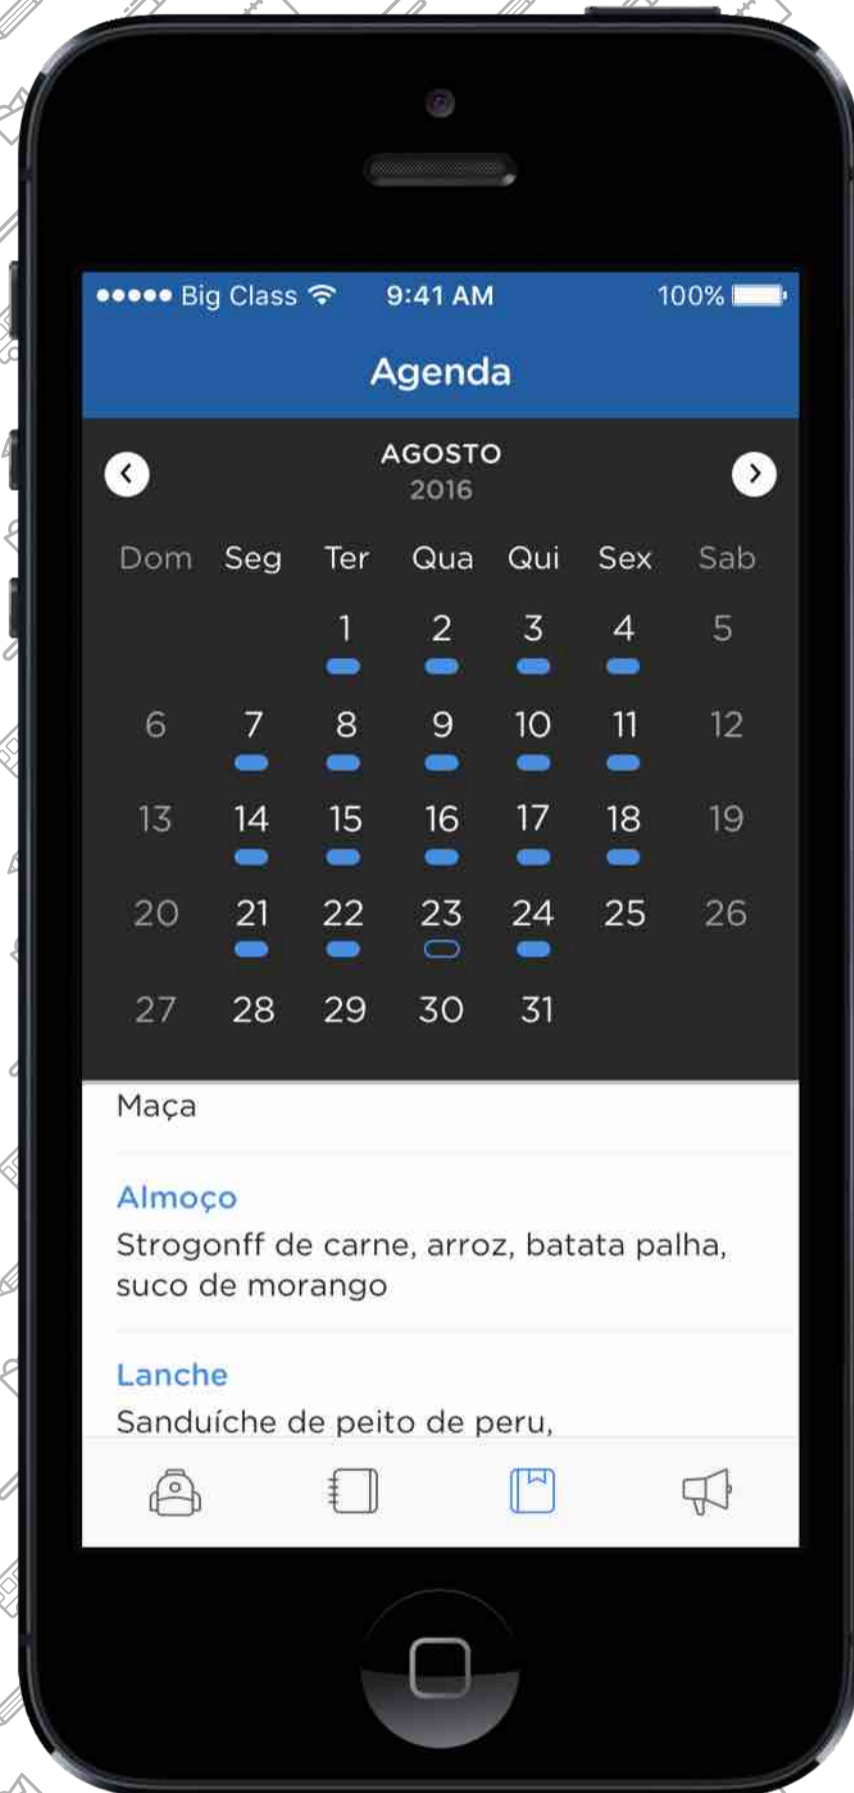 Big Class 9:41 AM 100%
Agenda
AGOSTO
2016
Dom Seg Ter Qua Qui Sex Sab
1 2 3 4 5
6 7 8 9 10 11 12
13 14 15 16 17 18 19
20 21 22 23 24 25 26
27 28 29 30 31
Maça
Almoço
Strogonff de carne, arroz, batata palha,
suco de morango
Lanche
Sanduíche de peito de peru,